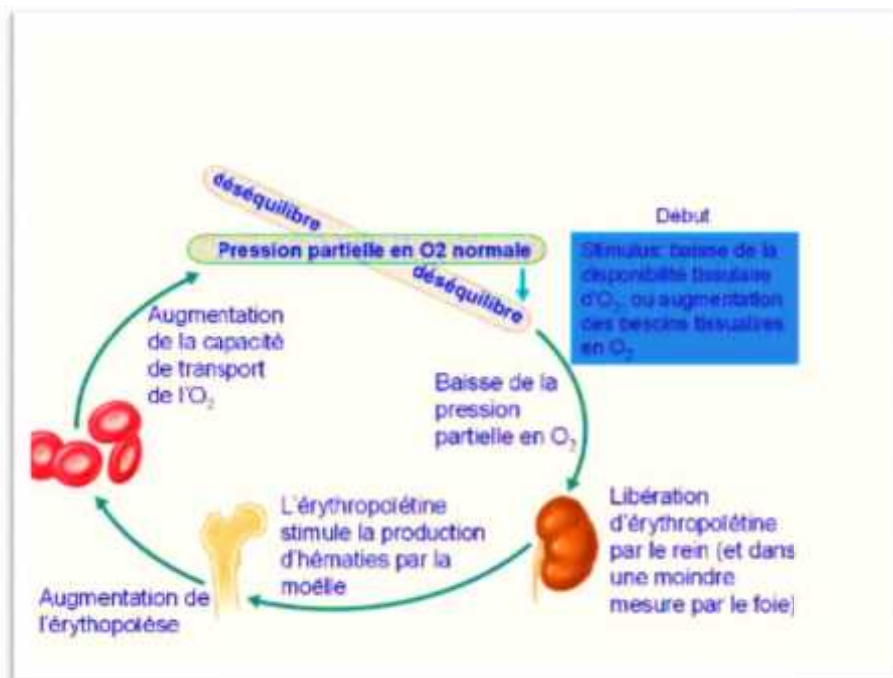 déséquilibre
Pression partielle en O2 normale
déséquilibre
Début
Stimulus: baisse de la
disponibilité tissulaire
d'O₂, ou augmentation
des besoins tissulaires
en O₂
Augmentation
de la capacité
de transport
de l'O₂
Baisse de la
pression
partielle en O₂
L'érythropoïétine
stimule la production
d'hématies par la
moëlle
Libération
d'érythropoïétine
par le rein (et dans
une moindre
mesure par le foie)
Augmentation de
l'érythopoïèse